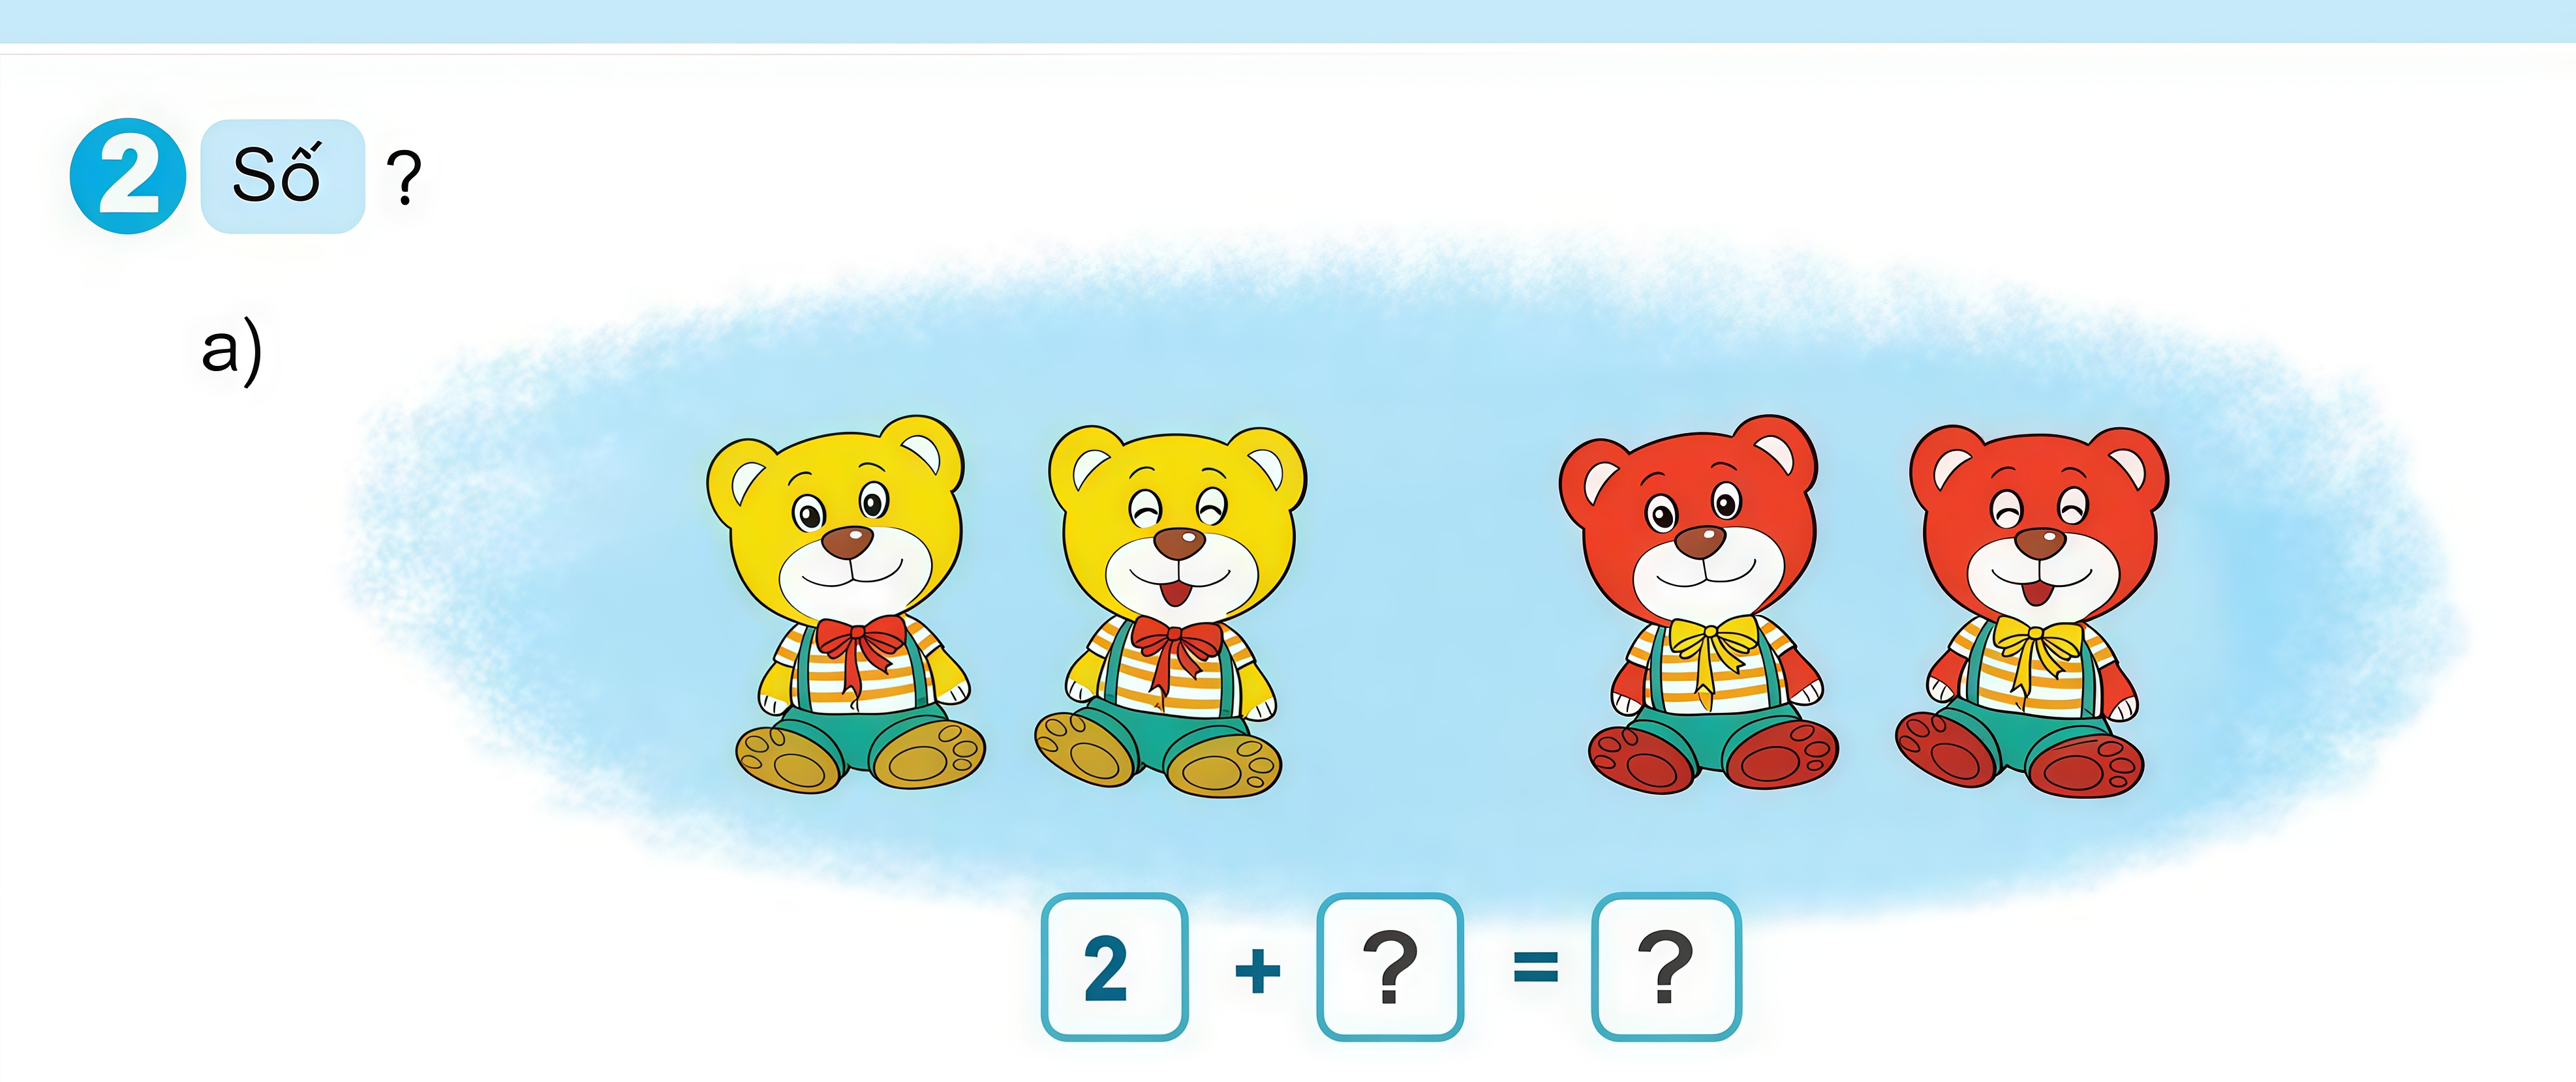 2 Số ?
a)
2 + ? = ?